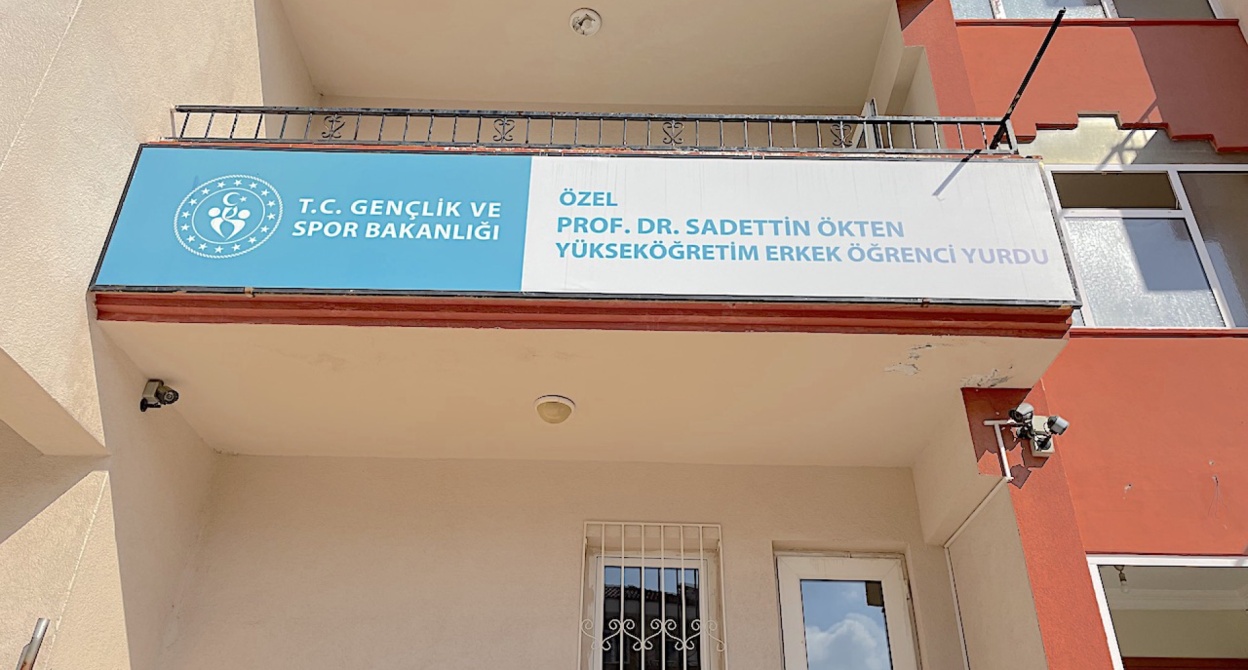 T.C. GENÇLİK VE
SPOR BAKANLIĞI
ÖZEL
PROF. DR. SADETTİN ÖKTEN
YÜKSEKÖĞRETİM ERKEK ÖĞRENCİ YURDU